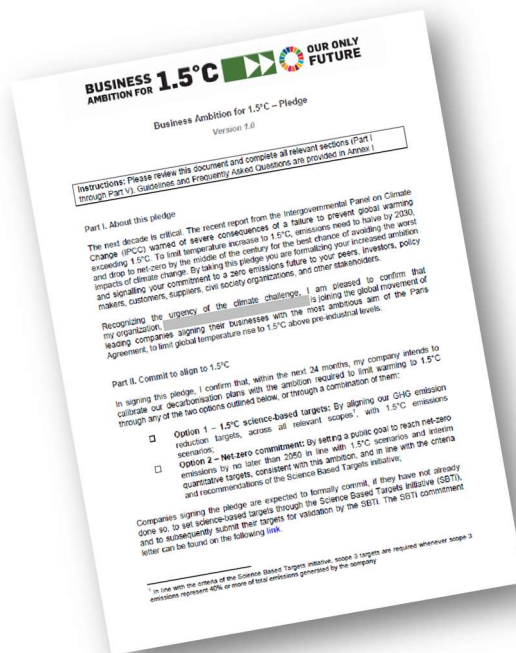 BUSINESS
AMBITION FOR 1.5°C
OUR ONLY
FUTURE
Business Ambition for 1.5°C – Pledge
Version 1.0
Instructions: Please review this document and complete all relevant sections (Part I
through Part V). Guidelines and Frequently Asked Questions are provided in Annex I
Part I. About this pledge
The next decade is critical. The recent report from the Intergovernmental Panel on Climate
Change (IPCC) warned of severe consequences of a failure to prevent global warming
exceeding 1.5°C. To limit temperature increase to 1.5°C, emissions need to halve by 2030,
and drop to net-zero by the middle of the century for the best chance of avoiding the worst
impacts of climate change. By taking this pledge you are formalizing your increased ambition
and signalling your commitment to a zero emissions future to your peers, investors, policy
makers, customers, suppliers, civil society organizations, and other stakeholders.
Recognizing the urgency of the climate challenge, I am pleased to confirm that
my organization, is joining the global movement of
leading companies aligning their businesses with the most ambitious aim of the Paris
Agreement, to limit global temperature rise to 1.5°C above pre-industrial levels.
Part II. Commit to align to 1.5°C
In signing this pledge, I confirm that, within the next 24 months, my company intends to
calibrate our decarbonisation plans with the ambition required to limit warming to 1.5°C
through any of the two options outlined below, or through a combination of them:
Option 1 – 1.5°C science-based targets: By aligning our GHG emission
reduction targets, across all relevant scopes¹, with 1.5°C emissions
scenarios;
Option 2 – Net-zero commitment: By setting a public goal to reach net-zero
emissions by no later than 2050 in line with 1.5°C scenarios and interim
quantitative targets, consistent with this ambition, and in line with the criteria
and recommendations of the Science Based Targets initiative;
Companies signing the pledge are expected to formally commit, if they have not already
done so, to set science-based targets through the Science Based Targets Initiative (SBTi),
and to subsequently submit their targets for validation by the SBTi. The SBTi commitment
letter can be found on the following link.
¹ In line with the criteria of the Science Based Targets initiative, scope 3 targets are required whenever scope 3
emissions represent 40% or more of total emissions generated by the company